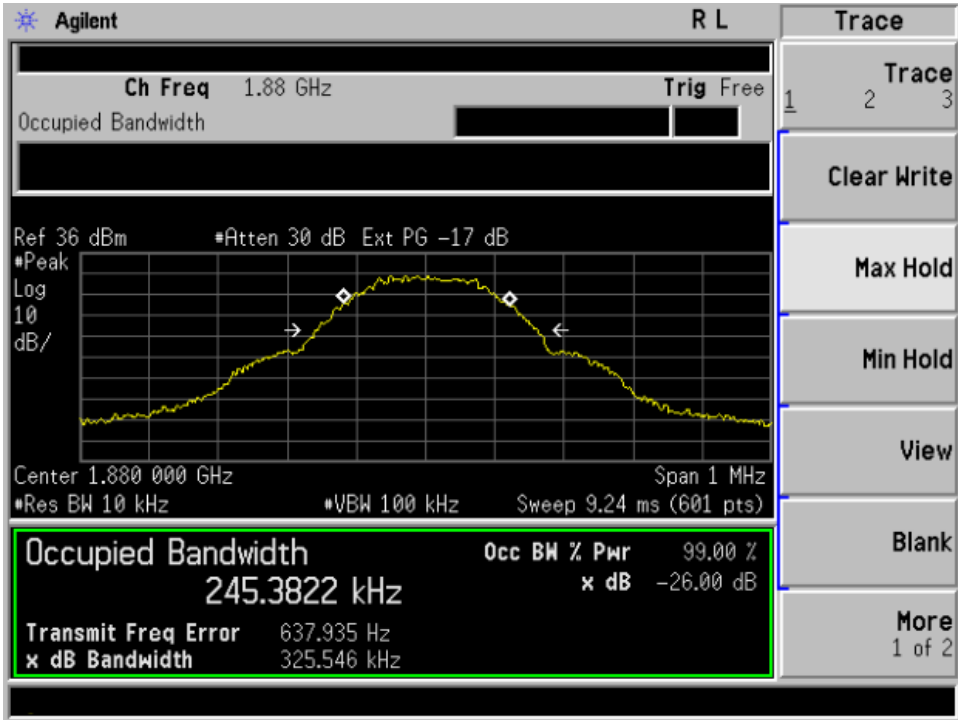 Agilent R L Trace
Ch Freq 1.88 GHz Trig Free
Occupied Bandwidth
Trace
1 2 3
Clear Write
Max Hold
Min Hold
View
Blank
More
1 of 2
Ref 36 dBm #Atten 30 dB Ext PG -17 dB
#Peak
Log
10
dB/
Center 1.880 000 GHz Span 1 MHz
#Res BW 10 kHz #VBW 100 kHz Sweep 9.24 ms (601 pts)
Occupied Bandwidth Occ BW % Pwr 99.00 %
245.3822 kHz x dB -26.00 dB
Transmit Freq Error 637.935 Hz
x dB Bandwidth 325.546 kHz